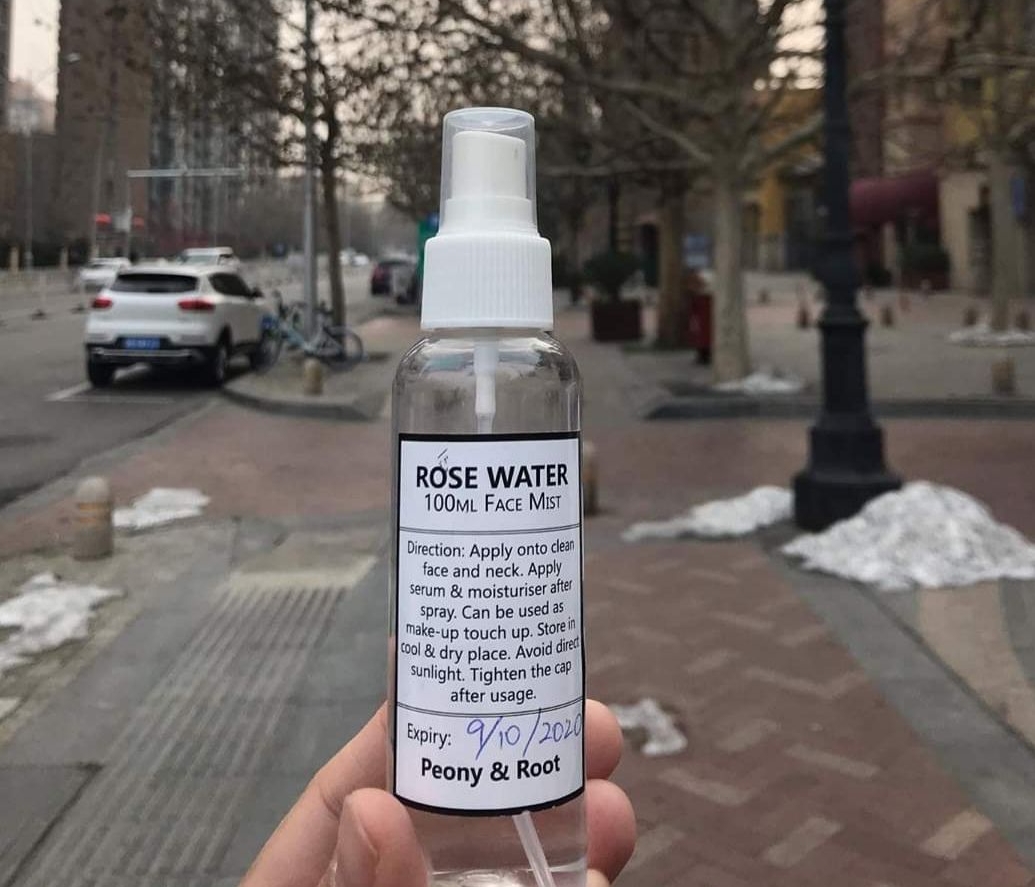 ROSE WATER
100ML FACE MIST
Direction: Apply onto clean
face and neck. Apply
serum & moisturiser after
spray. Can be used as
make-up touch up. Store in
cool & dry place. Avoid direct
sunlight. Tighten the cap
after usage.
Expiry: 9/10/2020
Peony & Root